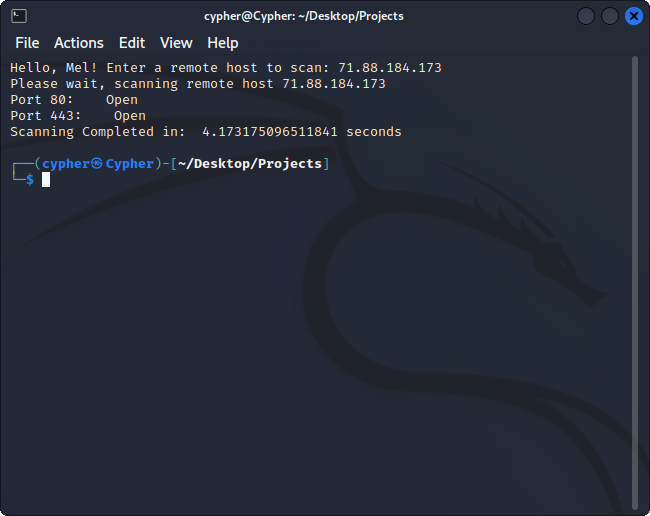 cypher@Cypher: ~/Desktop/Projects
File Actions Edit View Help
Hello, Mel! Enter a remote host to scan: 71.88.184.173
Please wait, scanning remote host 71.88.184.173
Port 80:    Open
Port 443:    Open
Scanning Completed in:  4.173175096511841 seconds
┌──(cypher㉿Cypher)-[~/Desktop/Projects]
└─$